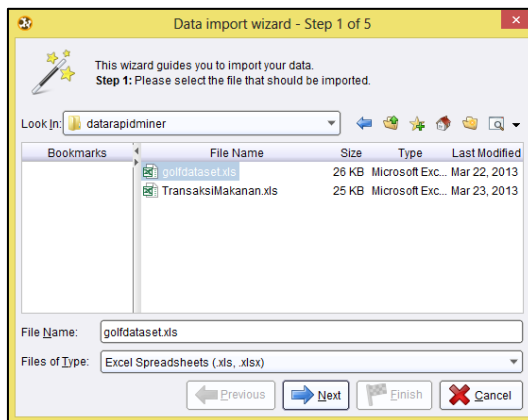 Data import wizard - Step 1 of 5
This wizard guides you to import your data.
Step 1: Please select the file that should be imported.
Look In: datarapidminer
Bookmarks File Name Size Type Last Modified
golfdataset.xls 26 KB Microsoft Exc... Mar 22, 2013
TransaksiMakanan.xls 25 KB Microsoft Exc... Mar 23, 2013
File Name: golfdataset.xls
Files of Type: Excel Spreadsheets (.xls, .xlsx)
Previous Next Finish Cancel